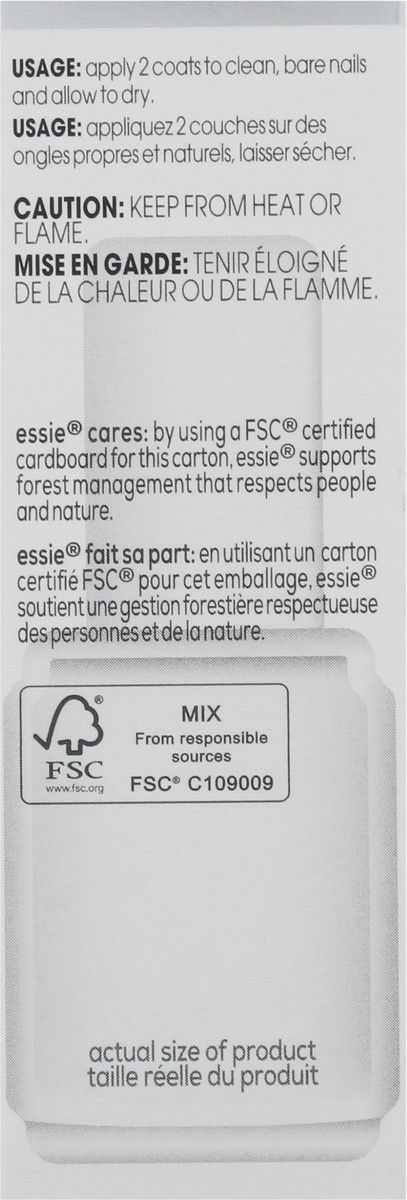 USAGE: apply 2 coats to clean, bare nails
and allow to dry.
USAGE: appliquez 2 couches sur des
ongles propres et naturels, laisser sécher.
CAUTION: KEEP FROM HEAT OR
FLAME.
MISE EN GARDE: TENIR ÉLOIGNÉ
DE LA CHALEUR OU DE LA FLAMME.
essie® cares: by using a FSC® certified
cardboard for this carton, essie® supports
forest management that respects people
and nature.
essie® fait sa part: en utilisant un carton
certifié FSC® pour cet emballage, essie®
soutient une gestion forestière respectueuse
des personnes et de la nature.
®
FSC
www.fsc.org
MIX
From responsible
sources
FSC® C109009
actual size of product
taille réelle du produit